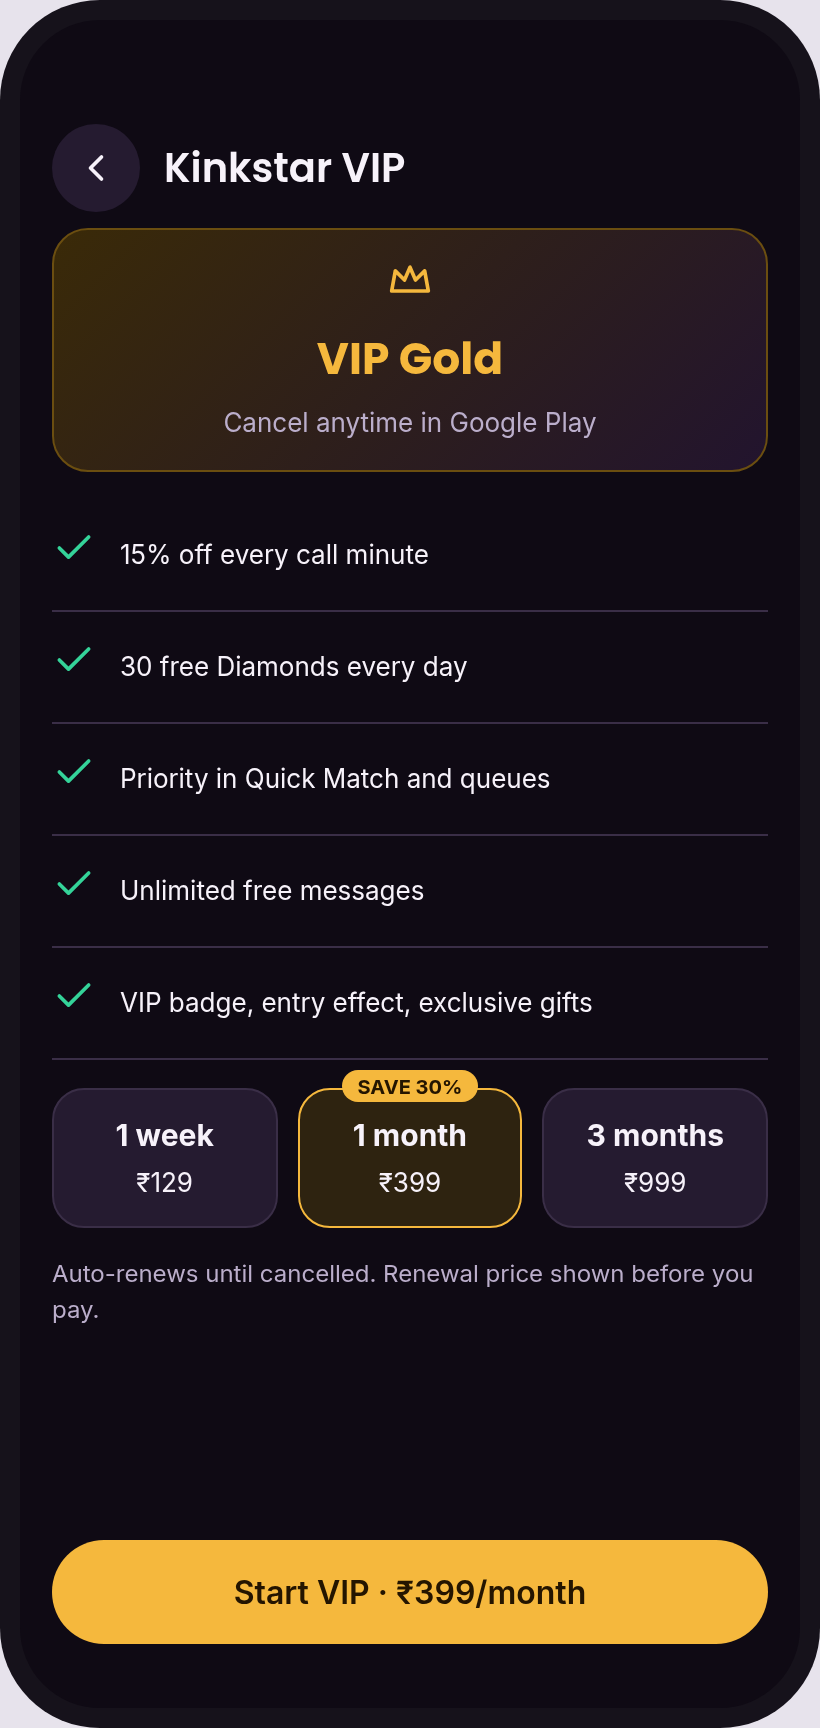 Kinkstar VIP
VIP Gold
Cancel anytime in Google Play
15% off every call minute
30 free Diamonds every day
Priority in Quick Match and queues
Unlimited free messages
VIP badge, entry effect, exclusive gifts
SAVE 30%
1 week
₹129
1 month
₹399
3 months
₹999
Auto-renews until cancelled. Renewal price shown before you
pay.
Start VIP · ₹399/month